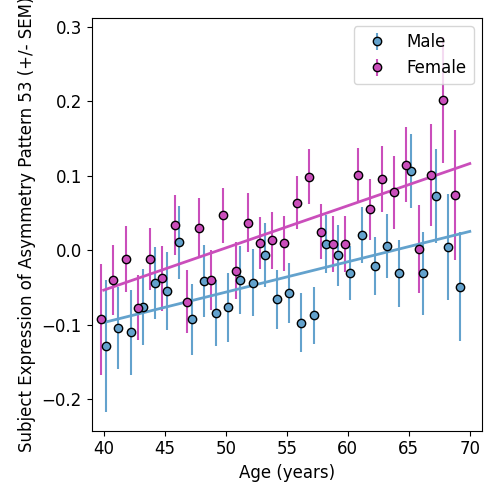 Subject Expression of Asymmetry Pattern 53 (+/- SEM)
0.3
0.2
0.1
0.0
−0.1
−0.2
Male
Female
40 45 50 55 60 65 70
Age (years)